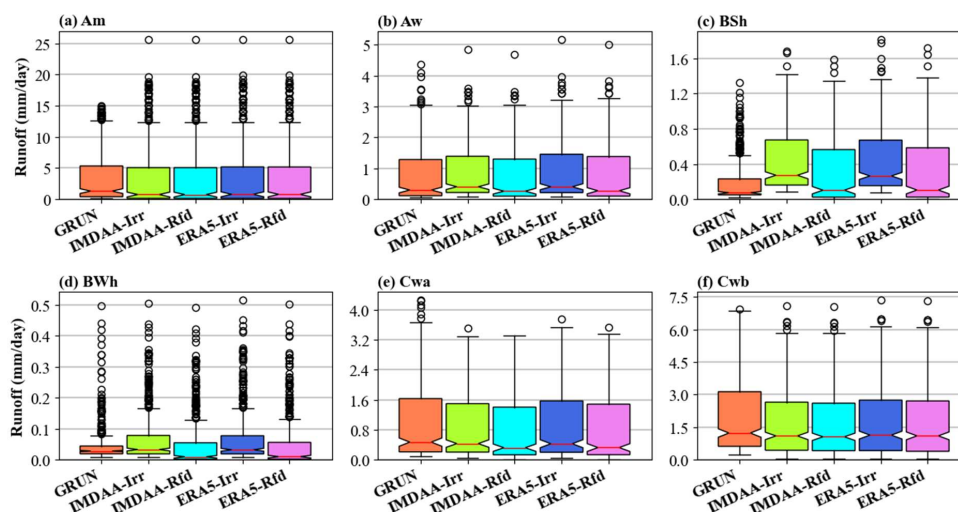 (a) Am
Runoff (mm/day)
25
20
15
10
5
0
GRUN
IMDAA-Irr
IMDAA-Rfd
ERA5-Irr
ERA5-Rfd
(b) Aw
5
4
3
2
1
0
GRUN
IMDAA-Irr
IMDAA-Rfd
ERA5-Irr
ERA5-Rfd
(c) BSh
1.6
1.2
0.8
0.4
0.0
GRUN
IMDAA-Irr
IMDAA-Rfd
ERA5-Irr
ERA5-Rfd
(d) BWh
Runoff (mm/day)
0.5
0.4
0.3
0.2
0.1
0.0
GRUN
IMDAA-Irr
IMDAA-Rfd
ERA5-Irr
ERA5-Rfd
(e) Cwa
4.0
3.2
2.4
1.6
0.8
0.0
GRUN
IMDAA-Irr
IMDAA-Rfd
ERA5-Irr
ERA5-Rfd
(f) Cwb
7.5
6.0
4.5
3.0
1.5
0.0
GRUN
IMDAA-Irr
IMDAA-Rfd
ERA5-Irr
ERA5-Rfd